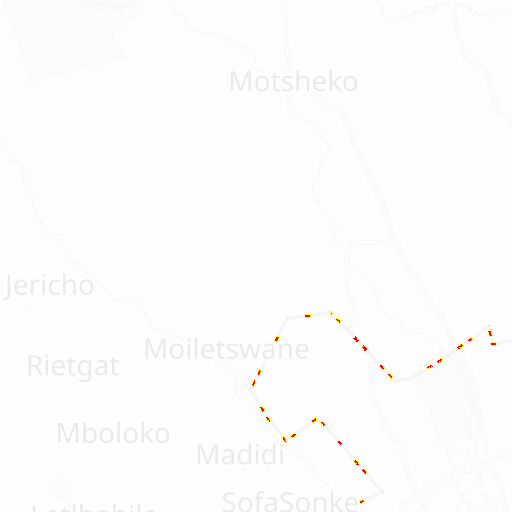 Motsheko
Jericho
Moiletswane
Rietgat
Mboloko
Madidi
SofaSonke